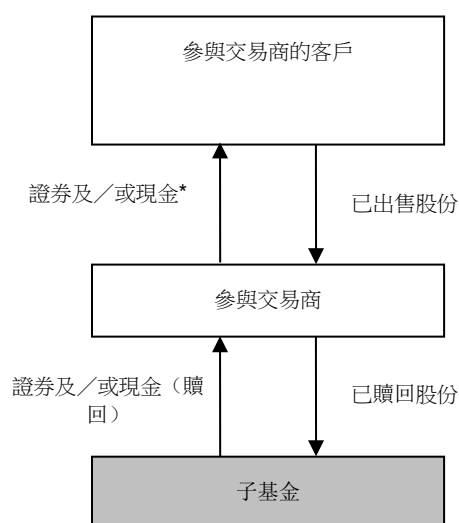 參與交易商的客戶
證券及／或現金*
已出售股份
參與交易商
證券及／或現金（贖
回）
已贖回股份
子基金